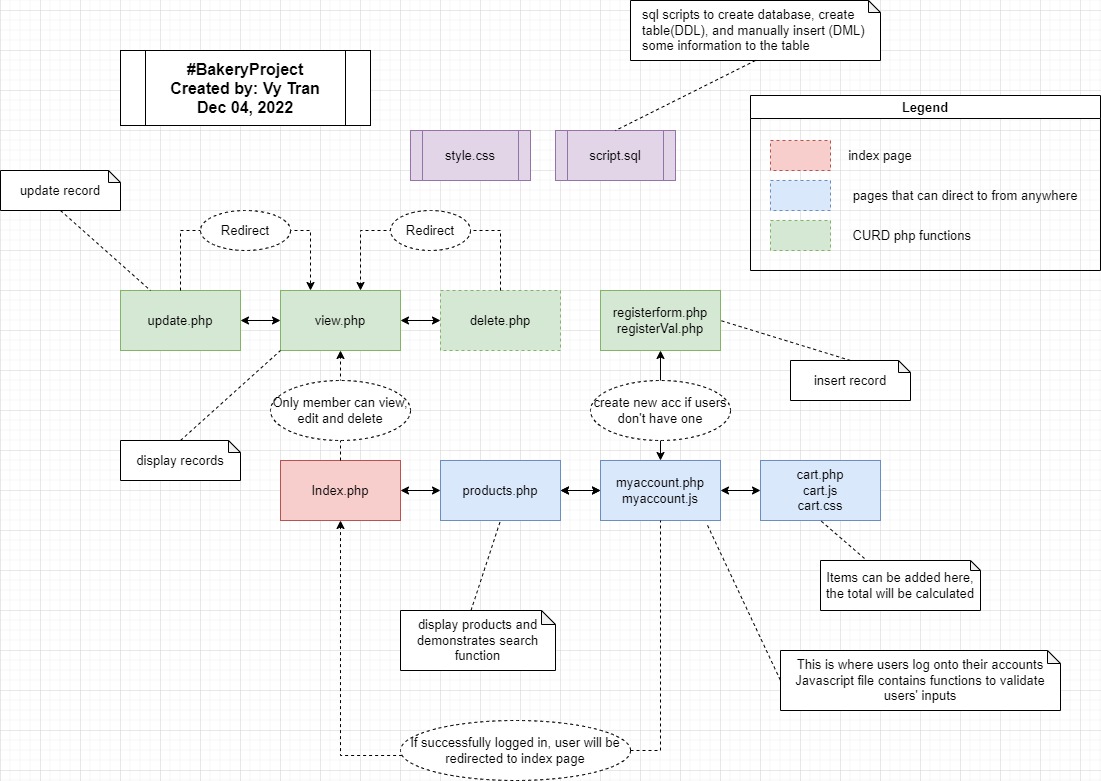 sql scripts to create database, create
table(DDL), and manually insert (DML)
some information to the table
#BakeryProject
Created by: Vy Tran
Dec 04, 2022
Legend
index page
pages that can direct to from anywhere
CURD php functions
style.css
script.sql
update record
Redirect
Redirect
update.php
view.php
delete.php
registerform.php
registerVal.php
insert record
Only member can view,
edit and delete
create new acc if users
don't have one
display records
Index.php
products.php
myaccount.php
myaccount.js
cart.php
cart.js
cart.css
Items can be added here,
the total will be calculated
display products and
demonstrates search
function
This is where users log onto their accounts
Javascript file contains functions to validate
users' inputs
If successfully logged in, user will be
redirected to index page